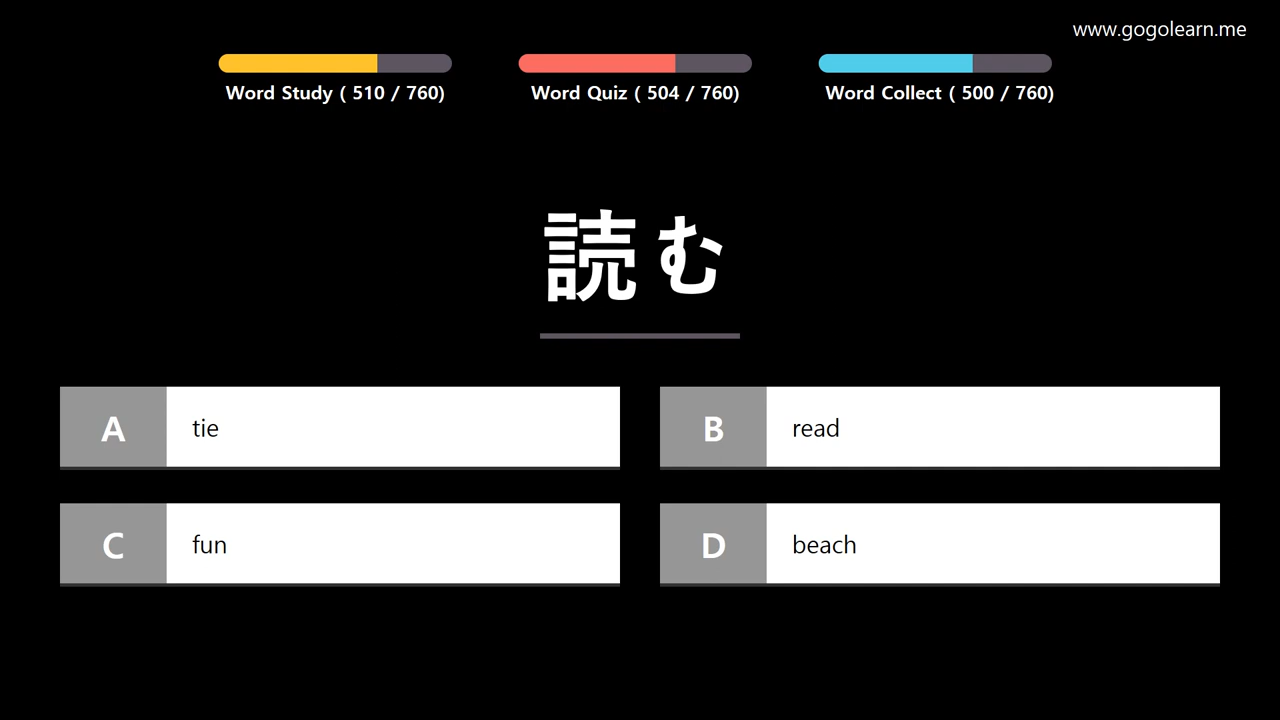 www.gogolearn.me
Word Study ( 510 / 760)
Word Quiz ( 504 / 760)
Word Collect ( 500 / 760)
読む
A tie
B read
C fun
D beach